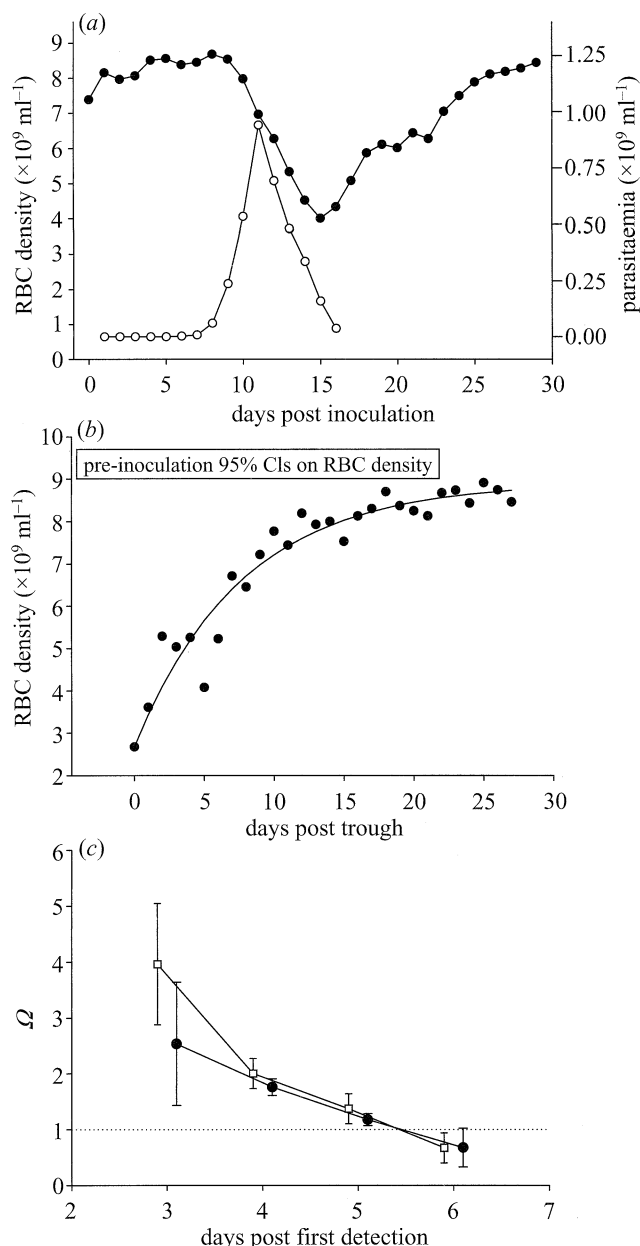 (a)
9
8
7
6
5
4
3
2
1
0
RBC density (×10⁹ ml⁻¹)
1.25
1.00
0.75
0.50
0.25
0.00
parasitaemia (×10⁹ ml⁻¹)
0 5 10 15 20 25 30
days post inoculation
(b)
10
9
8
7
6
5
4
3
2
RBC density (×10⁹ ml⁻¹)
pre-inoculation 95% CIs on RBC density
0 5 10 15 20 25 30
days post trough
(c)
6
5
4
3
2
1
0
Ω
2 3 4 5 6 7
days post first detection